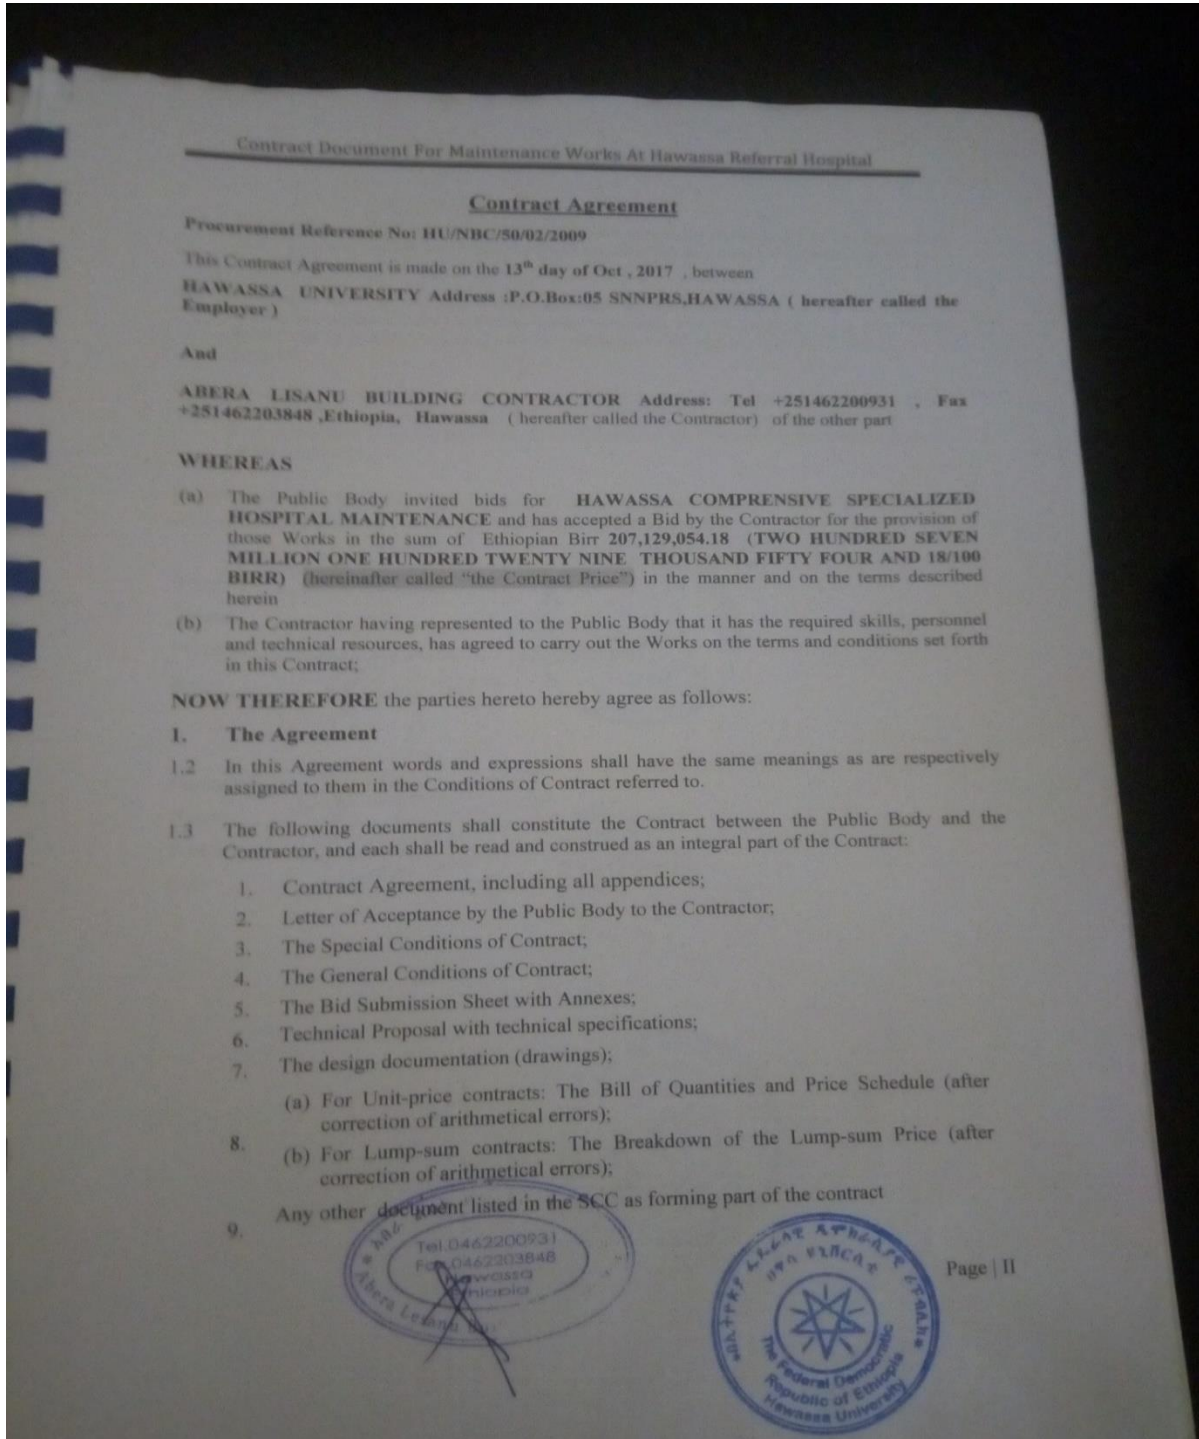 Contract Document For Maintenance Works At Hawassa Referral Hospital
Contract Agreement
Procurement Reference No: HU/NBC/50/02/2009
This Contract Agreement is made on the 13th day of Oct , 2017 , between
HAWASSA UNIVERSITY Address :P.O.Box:05 SNNPRS,HAWASSA ( hereafter called the
Employer )
And
ABERA LISANU BUILDING CONTRACTOR Address: Tel +251462200931 , Fax
+251462203848 ,Ethiopia, Hawassa ( hereafter called the Contractor) of the other part
WHEREAS
(a) The Public Body invited bids for HAWASSA COMPRENSIVE SPECIALIZED
HOSPITAL MAINTENANCE and has accepted a Bid by the Contractor for the provision of
those Works in the sum of Ethiopian Birr 207,129,054.18 (TWO HUNDRED SEVEN
MILLION ONE HUNDRED TWENTY NINE THOUSAND FIFTY FOUR AND 18/100
BIRR) (hereinafter called “the Contract Price”) in the manner and on the terms described
herein
(b) The Contractor having represented to the Public Body that it has the required skills, personnel
and technical resources, has agreed to carry out the Works on the terms and conditions set forth
in this Contract;
NOW THEREFORE the parties hereto hereby agree as follows:
1. The Agreement
1.2 In this Agreement words and expressions shall have the same meanings as are respectively
assigned to them in the Conditions of Contract referred to.
1.3 The following documents shall constitute the Contract between the Public Body and the
Contractor, and each shall be read and construed as an integral part of the Contract:
1. Contract Agreement, including all appendices;
2. Letter of Acceptance by the Public Body to the Contractor;
3. The Special Conditions of Contract;
4. The General Conditions of Contract;
5. The Bid Submission Sheet with Annexes;
6. Technical Proposal with technical specifications;
7. The design documentation (drawings);
(a) For Unit-price contracts: The Bill of Quantities and Price Schedule (after
correction of arithmetical errors);
8.
(b) For Lump-sum contracts: The Breakdown of the Lump-sum Price (after
correction of arithmetical errors);
9. Any other document listed in the SCC as forming part of the contract
Tel.0462200931
Fax.0462203848
Hawassa
Ethiopia
Abera Lesanu
የኢትዮጵያ ፌዴራላዊ ዲሞክራሲያዊ ሪፐብሊክ
ሀዋሳ ዩኒቨርሲቲ
The Federal Democratic
Republic of Ethiopia
Hawassa University
Page | II